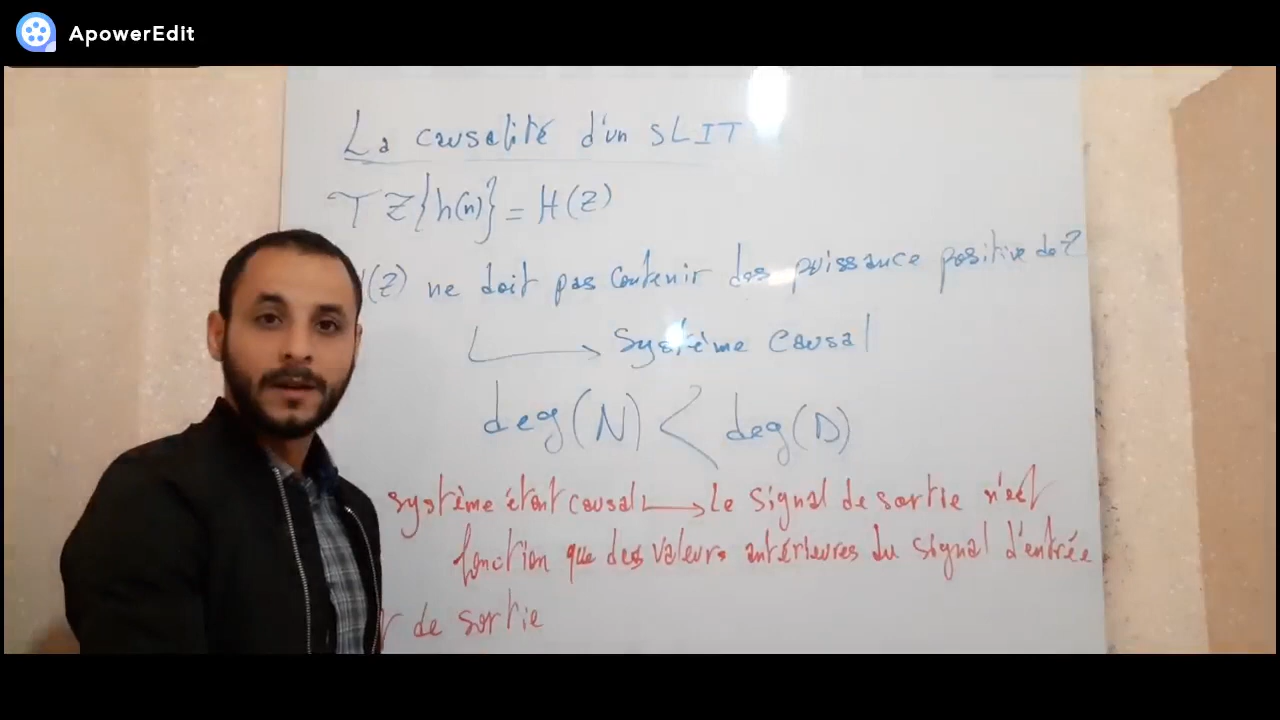 ApowerEdit
La causalité d'un SLIT
TZ{h(n)} = H(Z)
(Z) ne doit pas contenir des puissance positive de Z
Système causal
deg(N) < deg(D)
système étant causal → Le signal de sortie n'est
fonction que des valeurs antérieures du signal d'entrée
de sortie